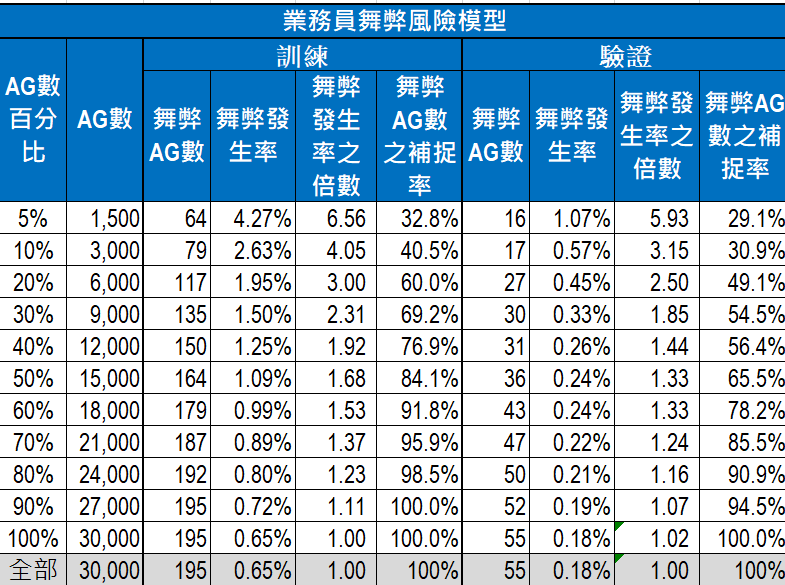 業務員舞弊風險模型
AG數百分比 AG數 訓練 驗證
舞弊AG數 舞弊發生率 舞弊發生率之倍數 舞弊AG數之補捉率 舞弊AG數 舞弊發生率 舞弊發生率之倍數 舞弊AG數之補捉率
5% 1,500 64 4.27% 6.56 32.8% 16 1.07% 5.93 29.1%
10% 3,000 79 2.63% 4.05 40.5% 17 0.57% 3.15 30.9%
20% 6,000 117 1.95% 3.00 60.0% 27 0.45% 2.50 49.1%
30% 9,000 135 1.50% 2.31 69.2% 30 0.33% 1.85 54.5%
40% 12,000 150 1.25% 1.92 76.9% 31 0.26% 1.44 56.4%
50% 15,000 164 1.09% 1.68 84.1% 36 0.24% 1.33 65.5%
60% 18,000 179 0.99% 1.53 91.8% 43 0.24% 1.33 78.2%
70% 21,000 187 0.89% 1.37 95.9% 47 0.22% 1.24 85.5%
80% 24,000 192 0.80% 1.23 98.5% 50 0.21% 1.16 90.9%
90% 27,000 195 0.72% 1.11 100.0% 52 0.19% 1.07 94.5%
100% 30,000 195 0.65% 1.00 100.0% 55 0.18% 1.02 100.0%
全部 30,000 195 0.65% 1.00 100% 55 0.18% 1.00 100%